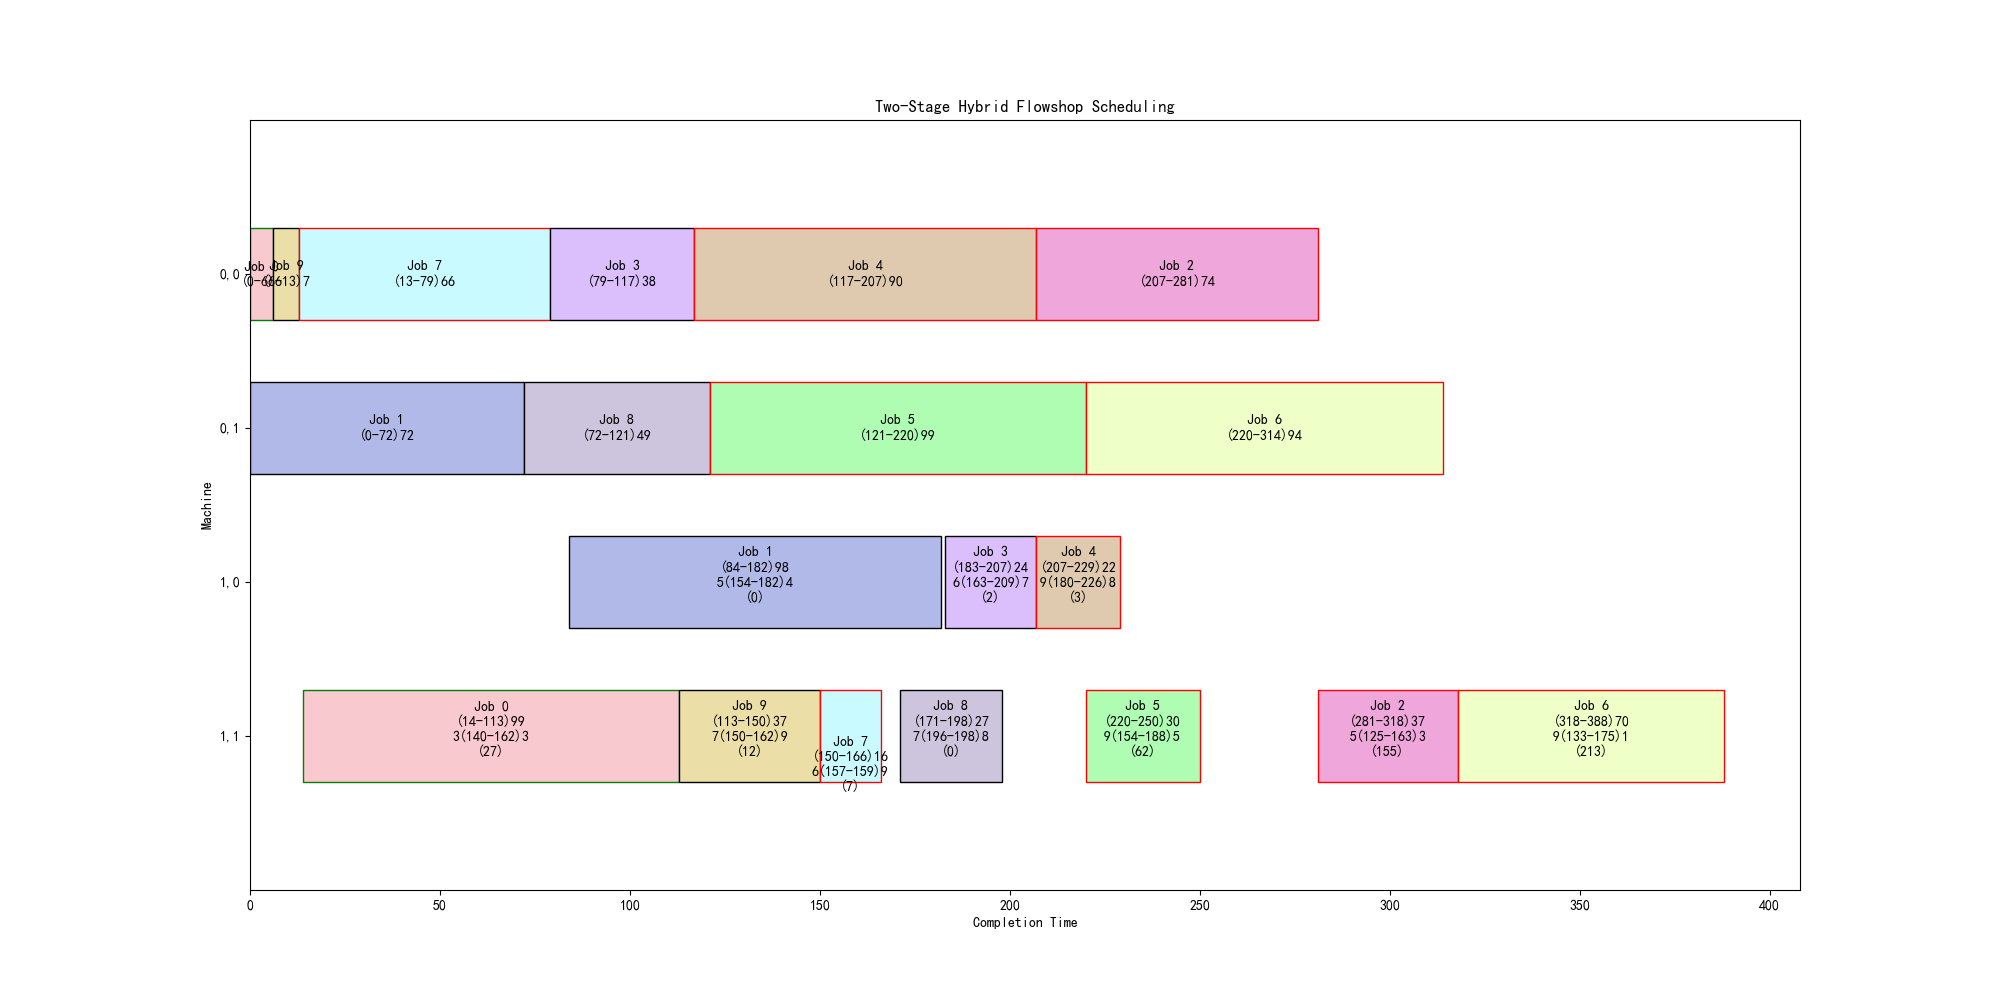 Two-Stage Hybrid Flowshop Scheduling
0,0
Job 9
Job 7
(13-79)66
Job 3
(79-117)38
Job 4
(117-207)90
Job 2
(207-281)74
0,1
Job 1
(0-72)72
Job 8
(72-121)49
Job 5
(121-220)99
Job 6
(220-314)94
Machine
1,0
Job 1
(84-182)98
5(154-182)4
(0)
Job 3
(183-207)24
6(163-209)7
(2)
Job 4
(207-229)22
9(180-226)8
(3)
1,1
Job 0
(14-113)99
3(140-162)3
(27)
Job 9
(113-150)37
7(150-162)9
(12)
Job 7
(150-166)16
6(157-159)9
(7)
Job 8
(171-198)27
7(196-198)8
(0)
Job 5
(220-250)30
9(154-188)5
(62)
Job 2
(281-318)37
5(125-163)3
(155)
Job 6
(318-388)70
9(133-175)1
(213)
0 50 100 150 200 250 300 350 400
Completion Time